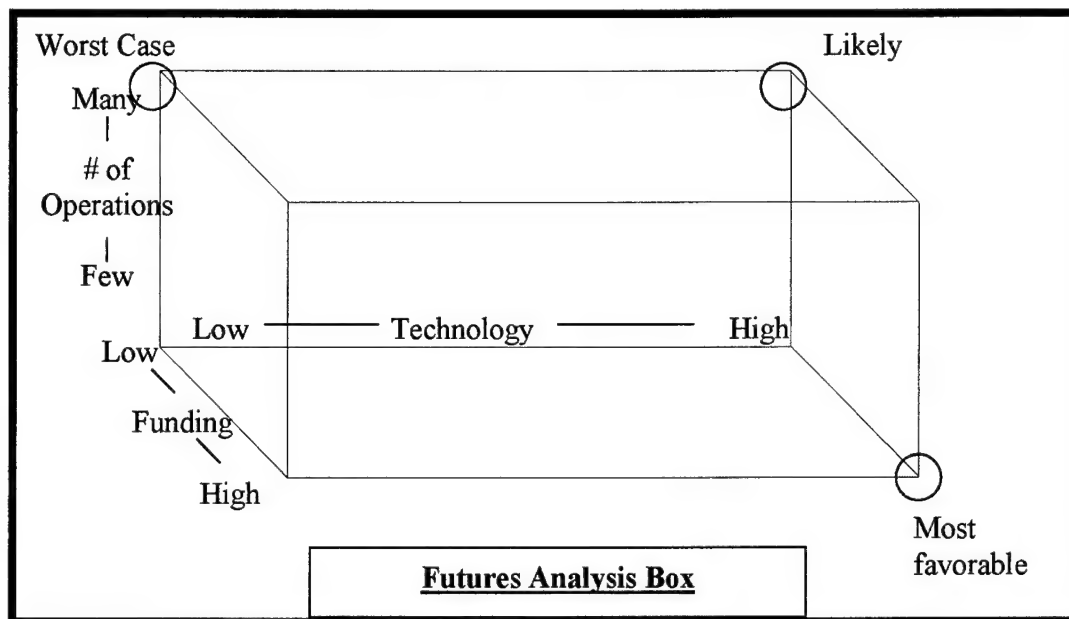 Worst Case
Likely
Many
# of
Operations
Few
Low Technology High
Low
Funding
High
Most
favorable
Futures Analysis Box